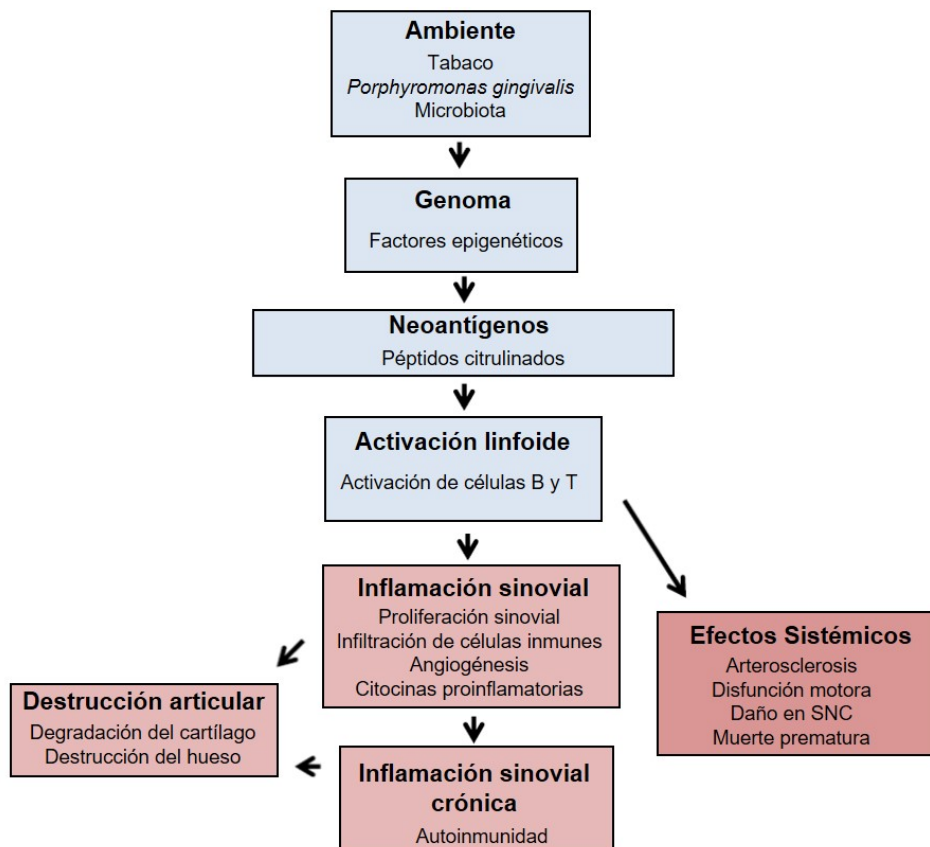 Ambiente
Tabaco
Porphyromonas gingivalis
Microbiota
Genoma
Factores epigenéticos
Neoantígenos
Péptidos citrulinados
Activación linfoide
Activación de células B y T
Inflamación sinovial
Proliferación sinovial
Infiltración de células inmunes
Angiogénesis
Citocinas proinflamatorias
Efectos Sistémicos
Arterosclerosis
Disfunción motora
Daño en SNC
Muerte prematura
Destrucción articular
Degradación del cartílago
Destrucción del hueso
Inflamación sinovial
crónica
Autoinmunidad